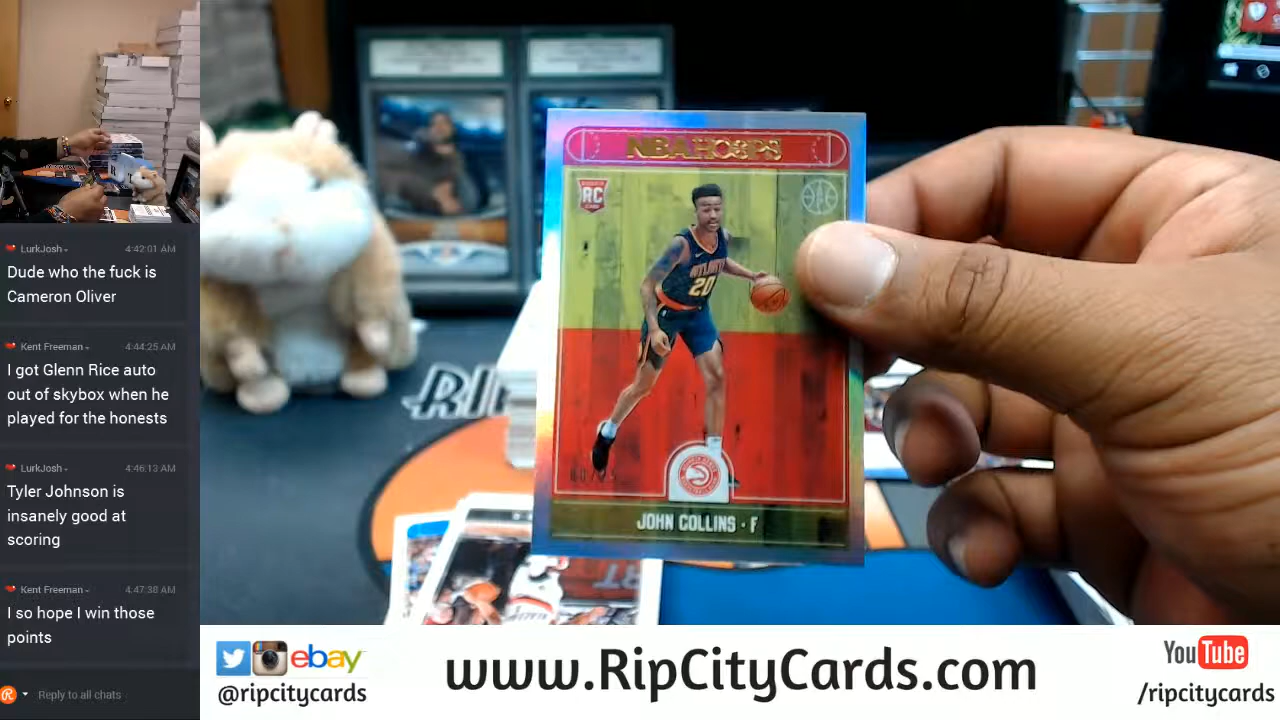 LurkJosh
4:42:01 AM
Dude who the fuck is
Cameron Oliver
Kent Freeman
4:44:25 AM
I got Glenn Rice auto
out of skybox when he
played for the honests
LurkJosh
4:46:13 AM
Tyler Johnson is
insanely good at
scoring
Kent Freeman
4:47:38 AM
I so hope I win those
points
Reply to all chats
NBA HOOPS
RC
ATLANTA
20
JOHN COLLINS · F
ebay
@ripcitycards
www.RipCityCards.com
YouTube
/ripcitycards